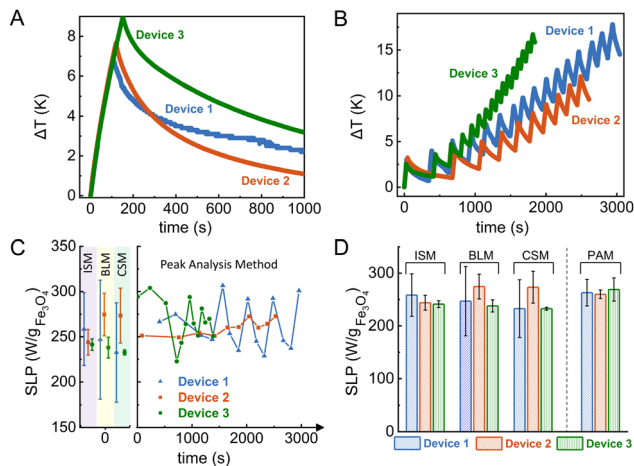 A
Device 3
Device 1
Device 2
8
6
4
2
0
ΔT (K)
0
200
400
600
800
1000
time (s)
B
Device 1
Device 3
Device 2
15
10
5
0
ΔT (K)
0
1000
2000
3000
time (s)
C
ISM
BLM
CSM
Peak Analysis Method
350
300
250
200
150
SLP (W/gFe3O4)
Device 1
Device 2
Device 3
0
0
1000
2000
3000
time (s)
D
ISM
BLM
CSM
PAM
300
200
100
0
SLP (W/gFe3O4)
Device 1
Device 2
Device 3